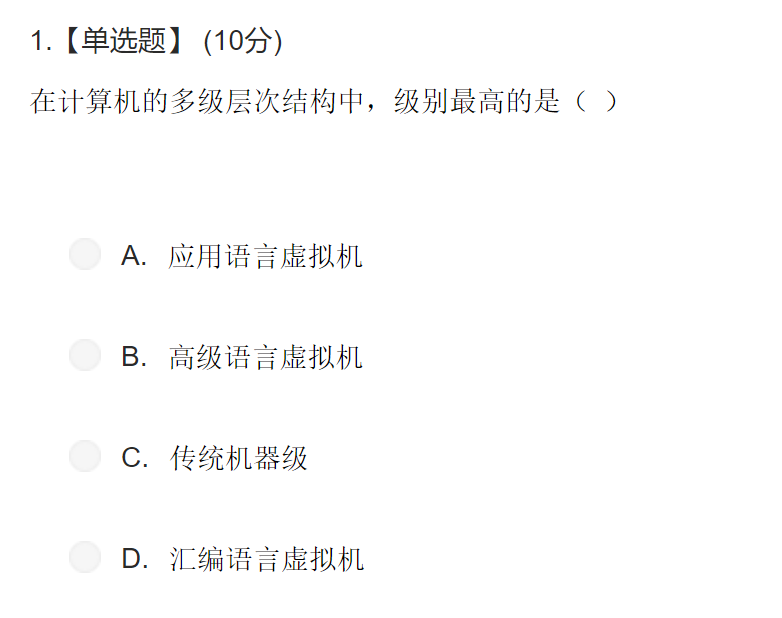 1.【单选题】 (10分)
在计算机的多级层次结构中，级别最高的是（ ）
A. 应用语言虚拟机
B. 高级语言虚拟机
C. 传统机器级
D. 汇编语言虚拟机